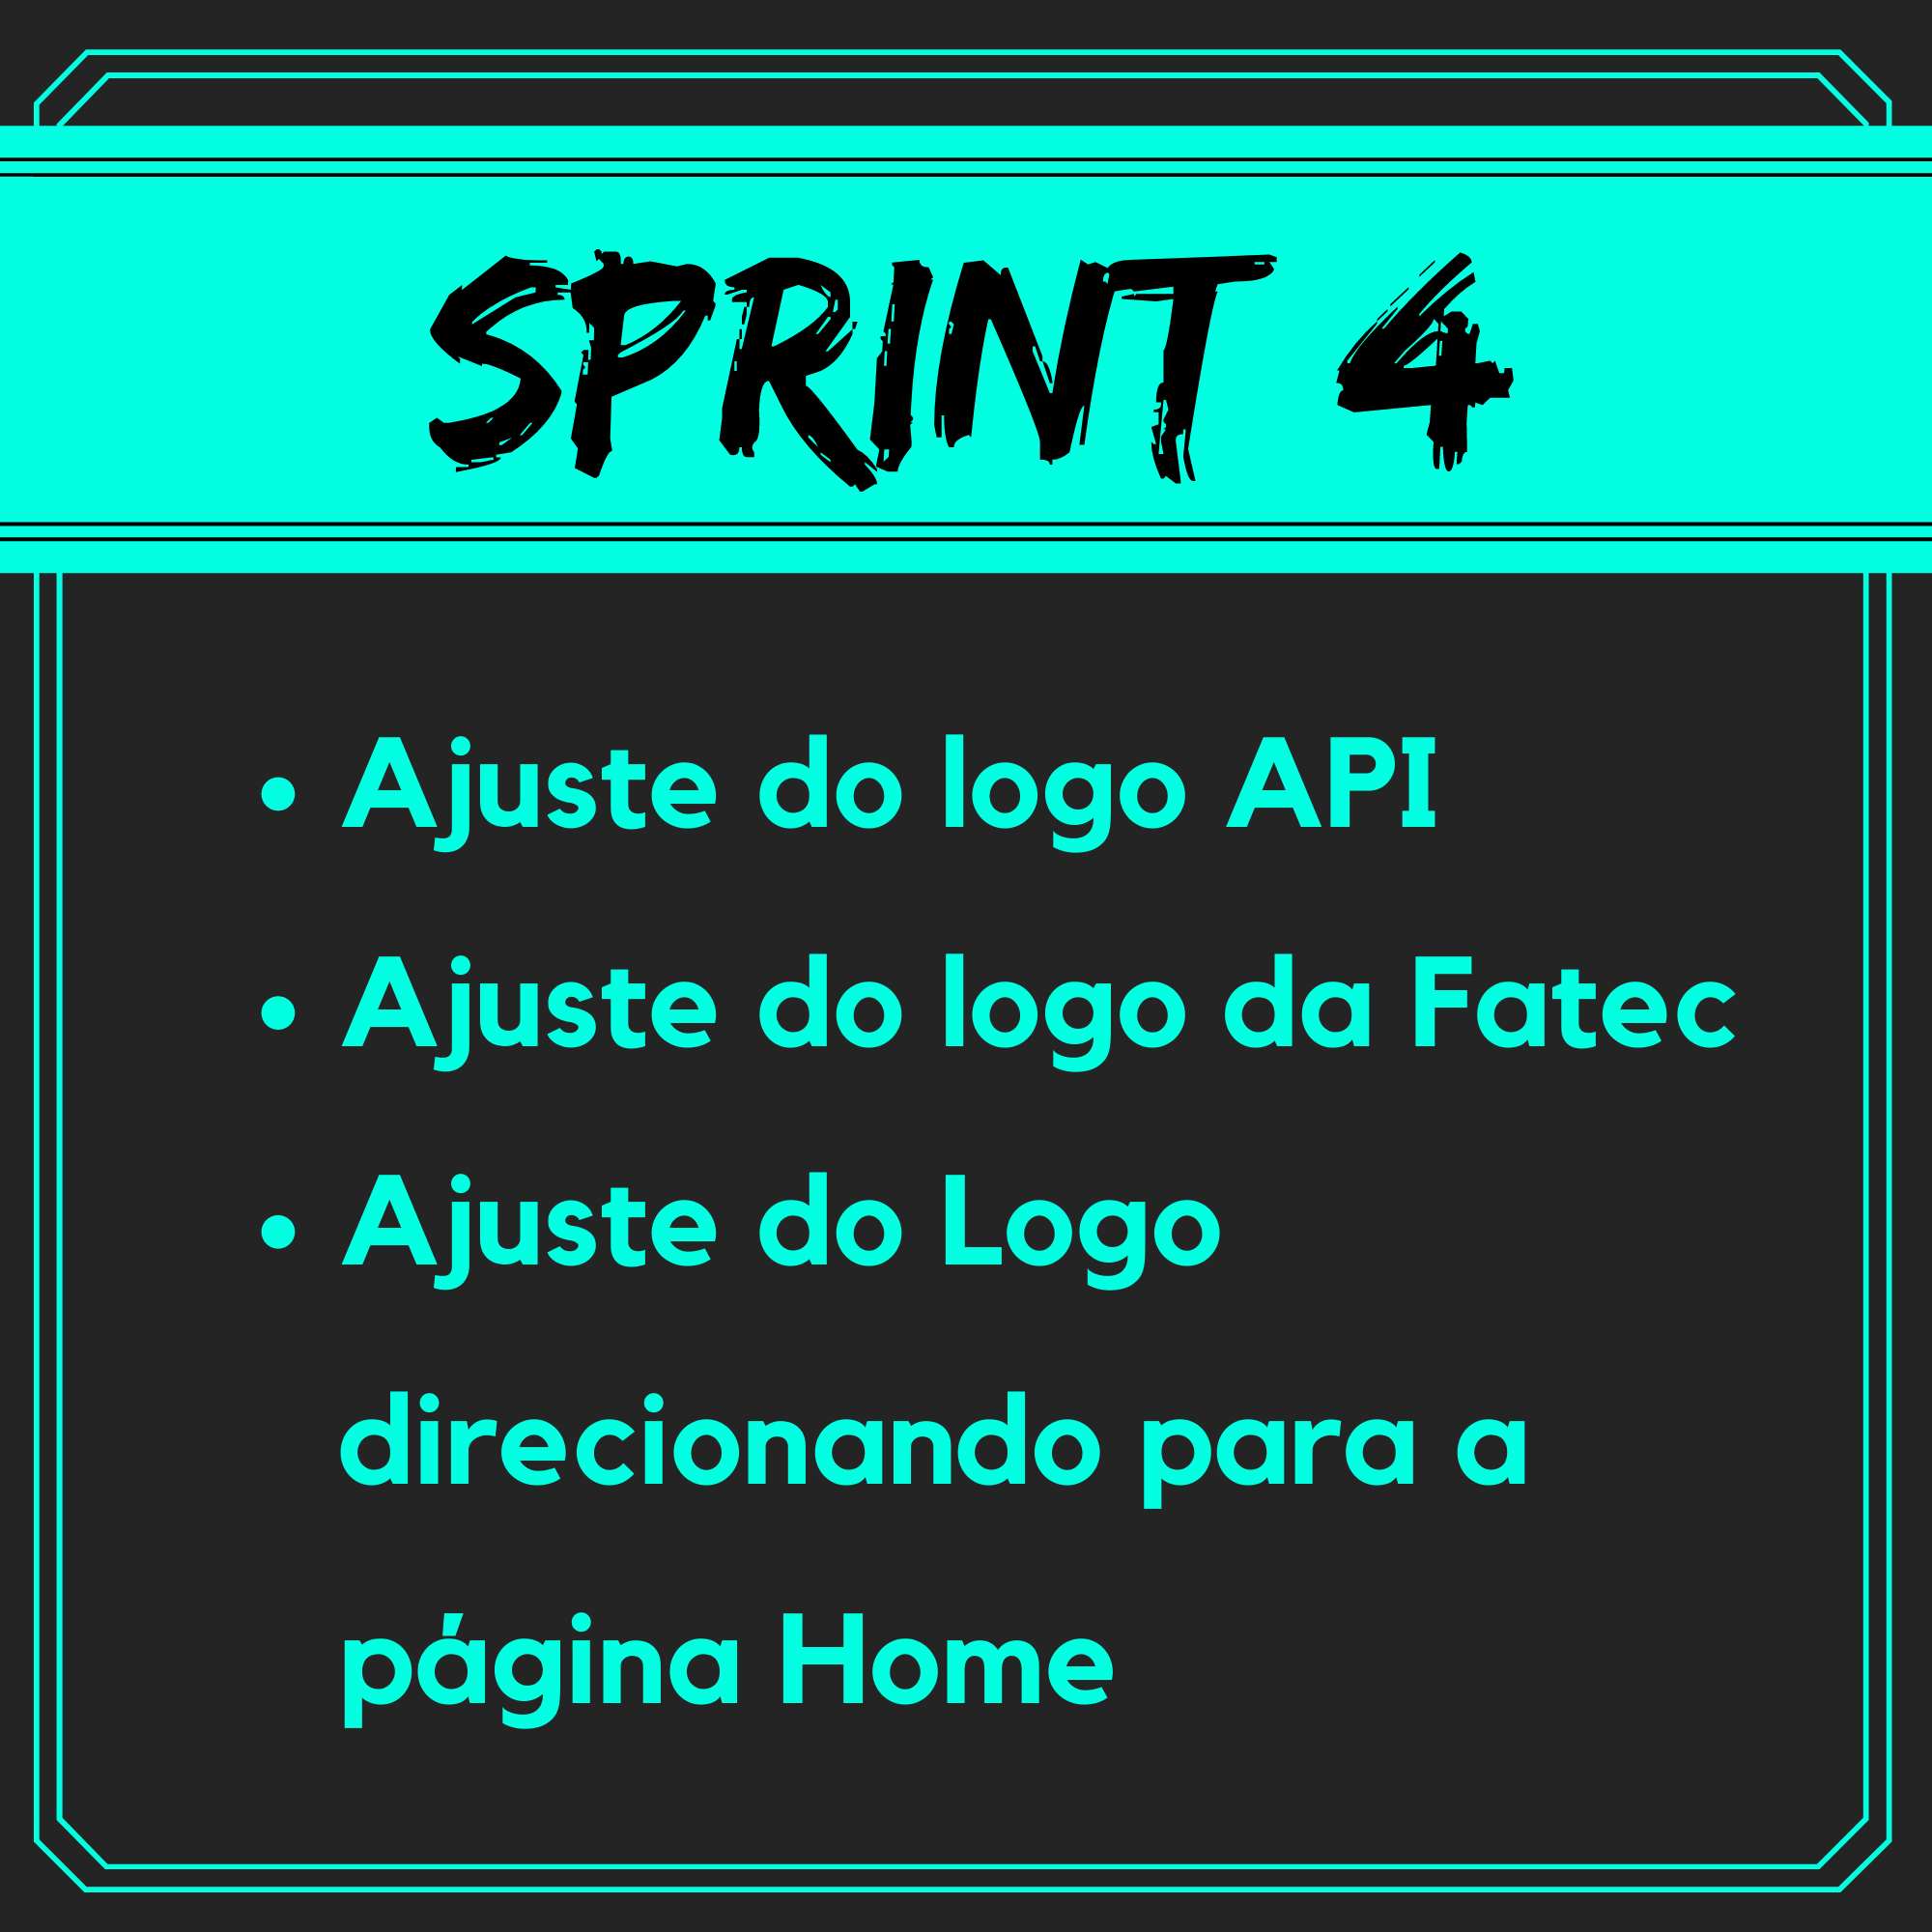 SPRINT 4
• Ajuste do logo API
• Ajuste do logo da Fatec
• Ajuste do Logo
direcionando para a
página Home